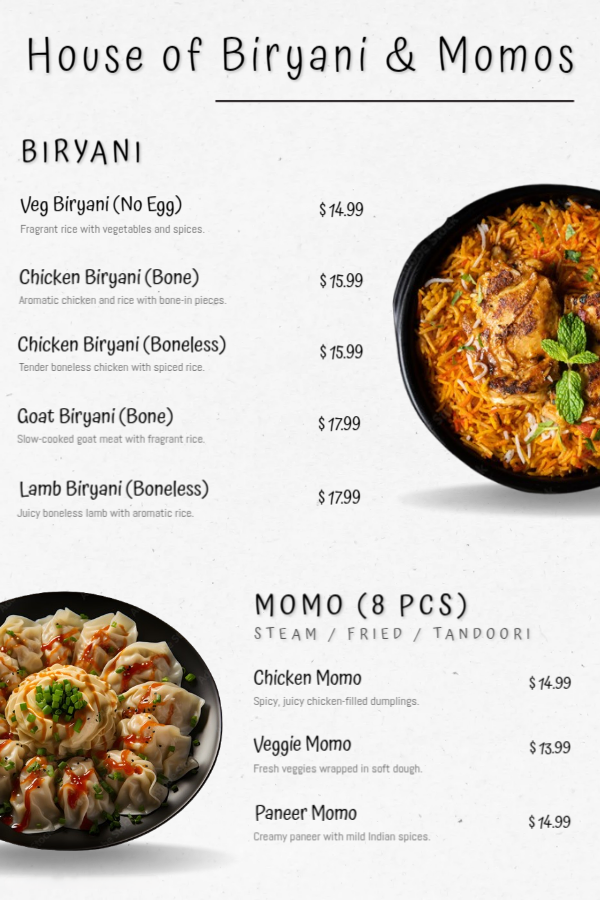 House of Biryani & Momos
BIRYANI
Veg Biryani (No Egg)
$ 14.99
Fragrant rice with vegetables and spices.
Chicken Biryani (Bone)
$ 15.99
Aromatic chicken and rice with bone-in pieces.
Chicken Biryani (Boneless)
$ 15.99
Tender boneless chicken with spiced rice.
Goat Biryani (Bone)
$ 17.99
Slow-cooked goat meat with fragrant rice.
Lamb Biryani (Boneless)
$ 17.99
Juicy boneless lamb with aromatic rice.
MOMO (8 PCS)
STEAM / FRIED / TANDOORI
Chicken Momo
$ 14.99
Spicy, juicy chicken-filled dumplings.
Veggie Momo
$ 13.99
Fresh veggies wrapped in soft dough.
Paneer Momo
$ 14.99
Creamy paneer with mild Indian spices.